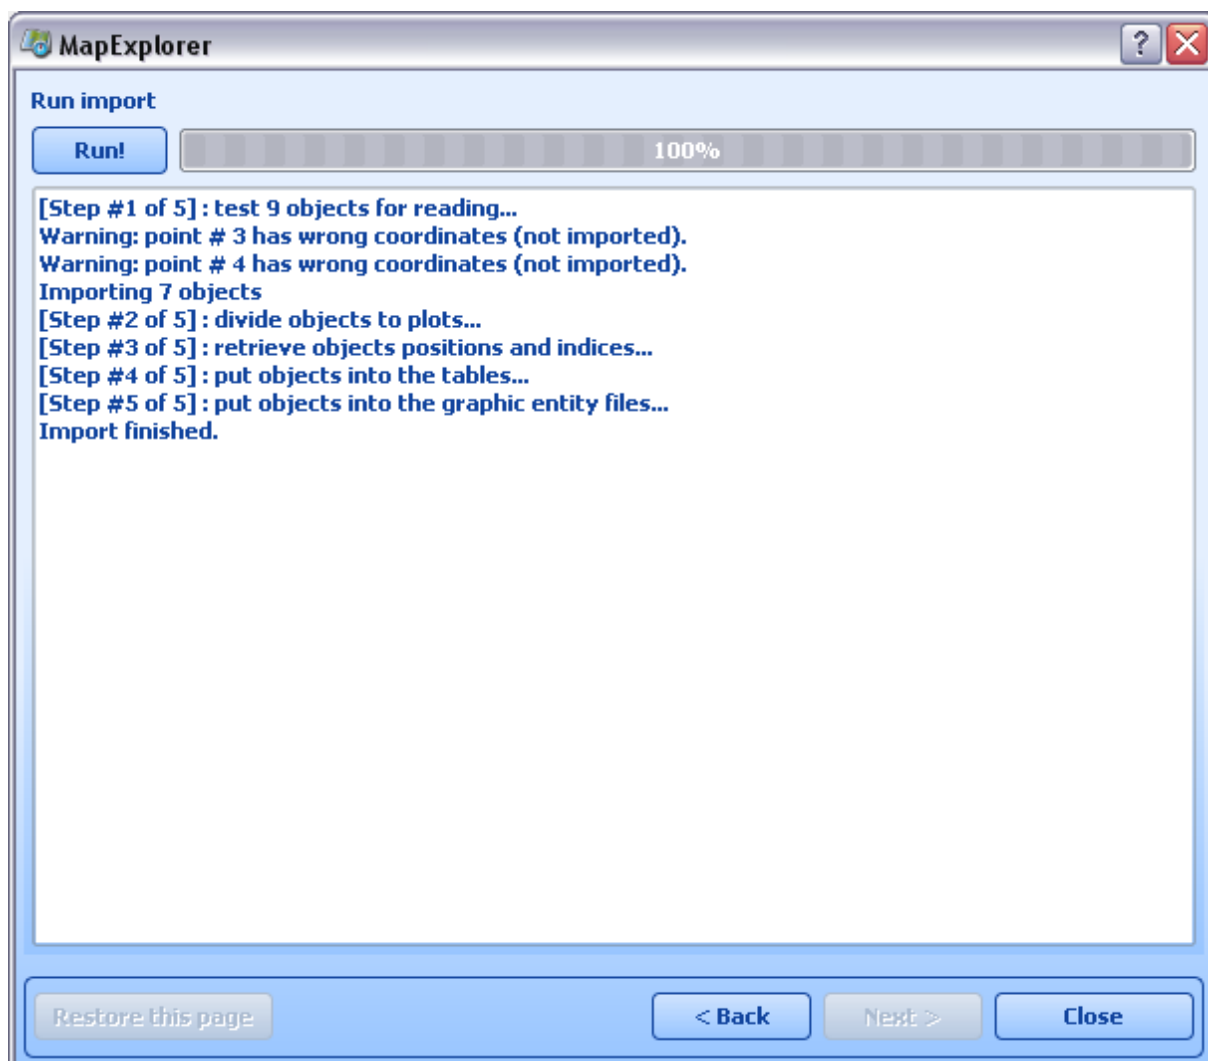 MapExplorer
?
Run import
Run!
100%
[Step #1 of 5] : test 9 objects for reading...
Warning: point # 3 has wrong coordinates (not imported).
Warning: point # 4 has wrong coordinates (not imported).
Importing 7 objects
[Step #2 of 5] : divide objects to plots...
[Step #3 of 5] : retrieve objects positions and indices...
[Step #4 of 5] : put objects into the tables...
[Step #5 of 5] : put objects into the graphic entity files...
Import finished.
Restore this page
< Back
Next >
Close